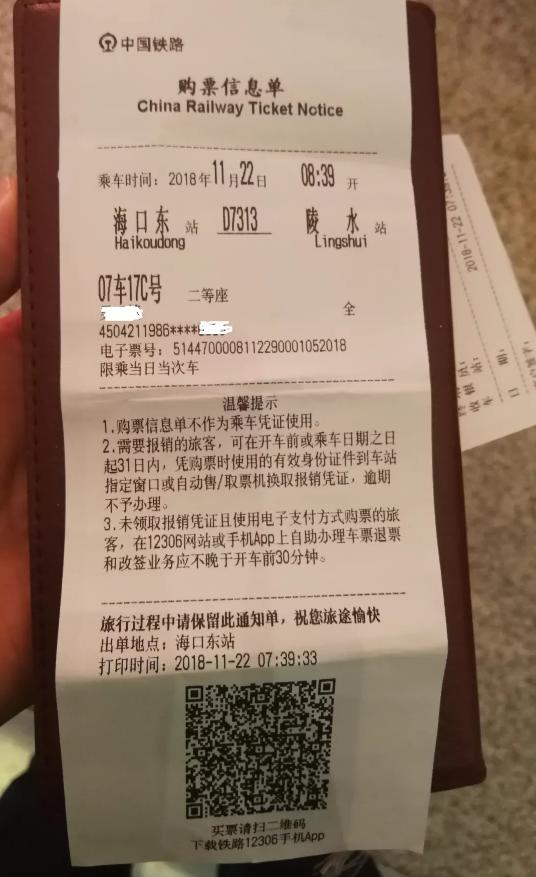 中国铁路
购票信息单
China Railway Ticket Notice
乘车时间：2018年11月22日 08:39 开
海口东 站 D7313 陵水 站
Haikoudong Lingshui
07车17C号 二等座
全
4504211986****
电子票号：5144700008112290001052018
限乘当日当次车
温馨提示
1.购票信息单不作为乘车凭证使用。
2.需要报销的旅客，可在开车前或乘车日期之日
起31日内，凭购票时使用的有效身份证件到车站
指定窗口或自动售/取票机换取报销凭证，逾期
不予办理。
3.未领取报销凭证且使用电子支付方式购票的旅
客，在12306网站或手机App上自助办理车票退票
和改签业务应不晚于开车前30分钟。
旅行过程中请保留此通知单，祝您旅途愉快
出单地点：海口东站
打印时间：2018-11-22 07:39:33
买票请扫二维码
下载铁路12306手机App
2018-11-22